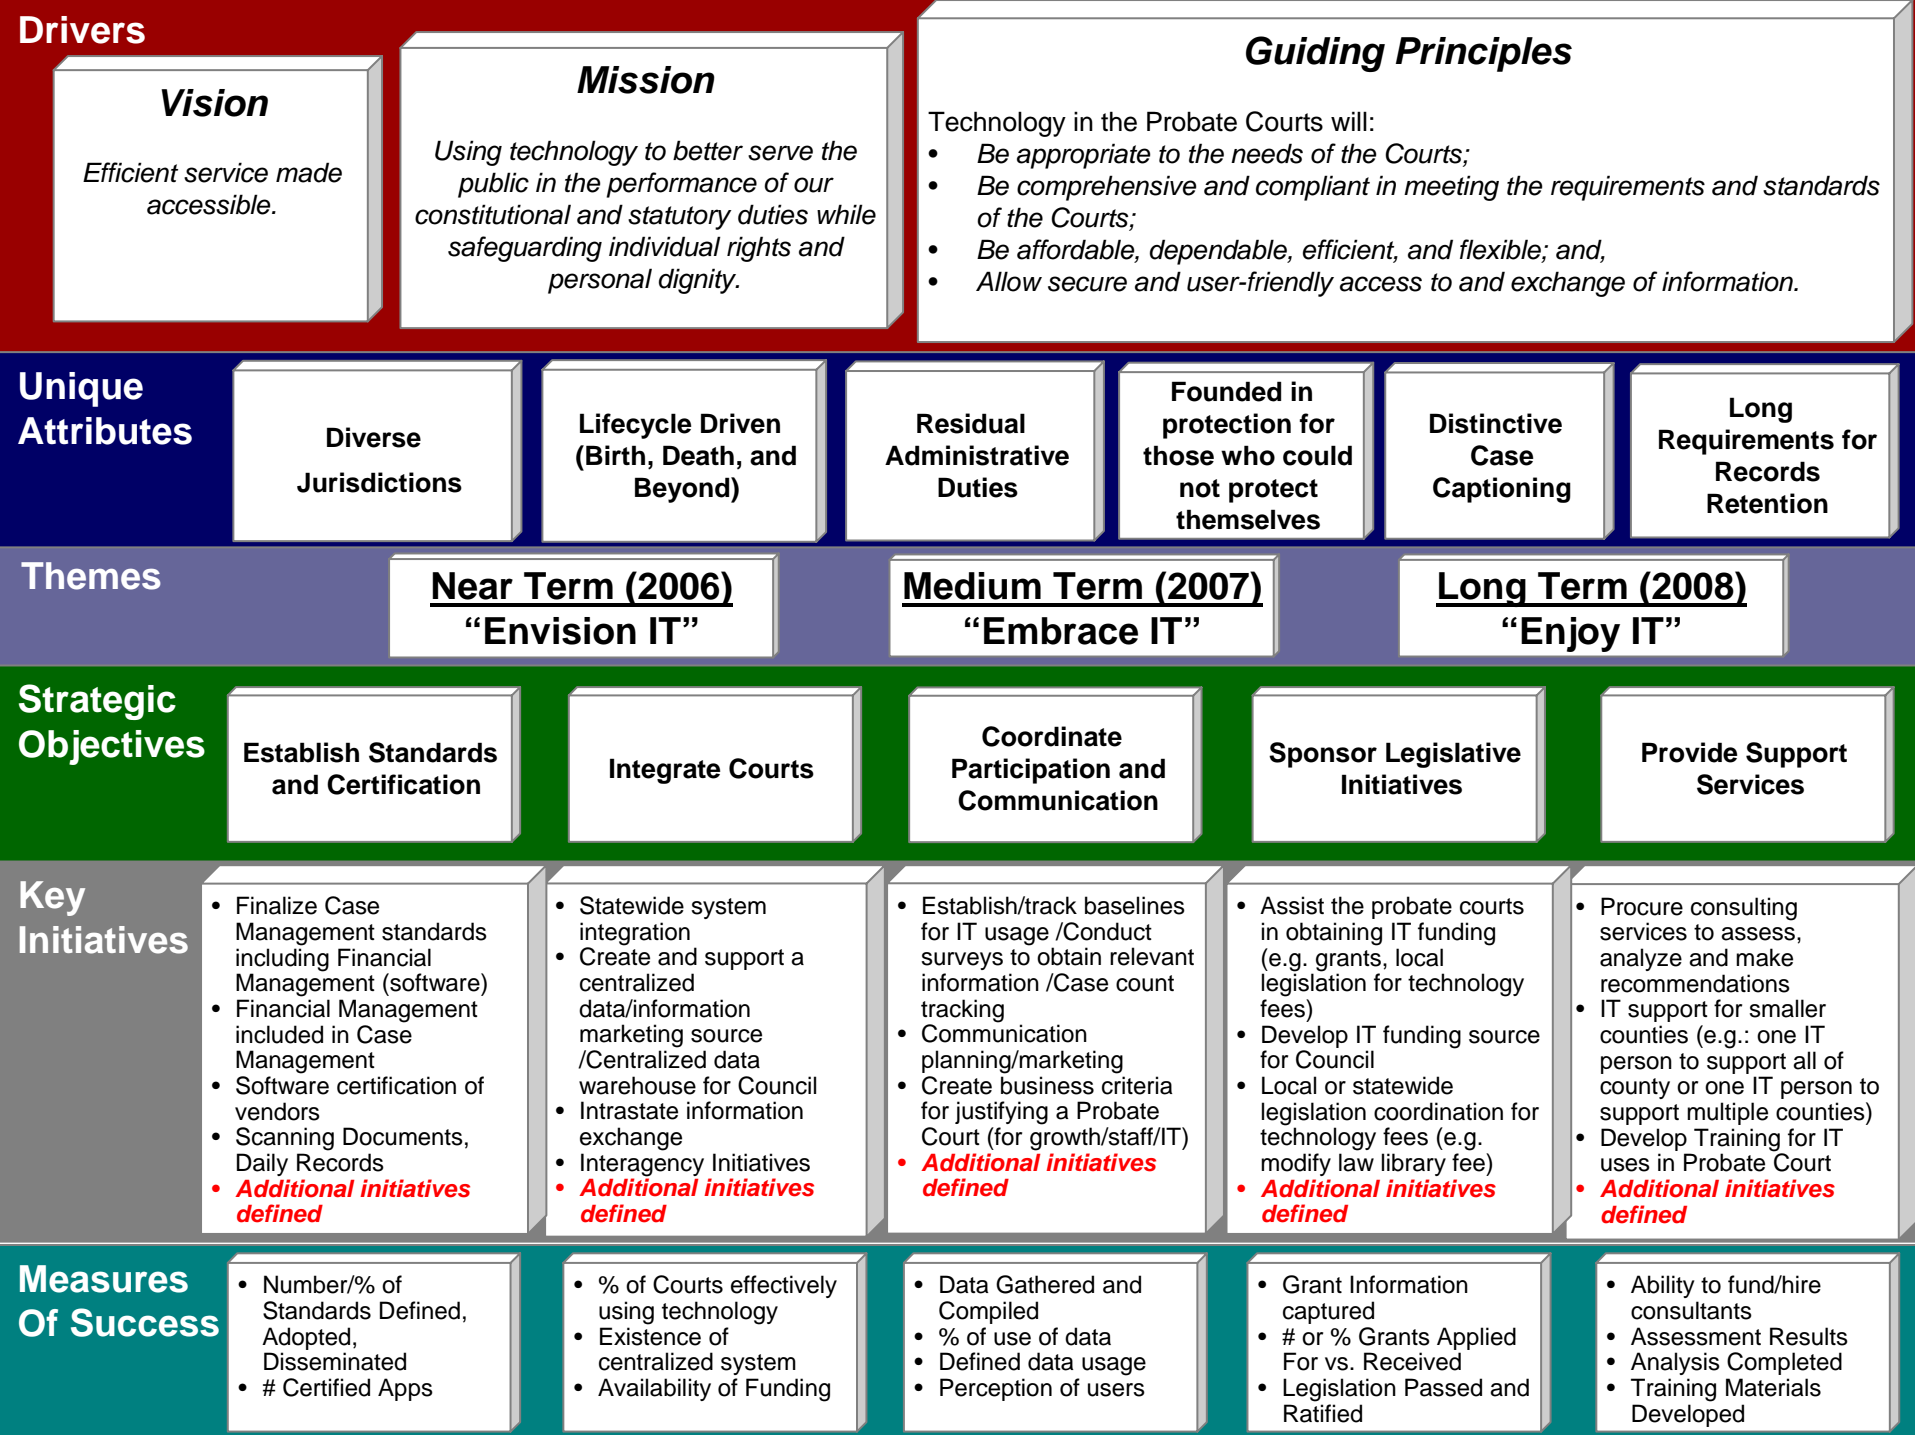 Drivers
Vision
Efficient service made
accessible.
Mission
Using technology to better serve the
public in the performance of our
constitutional and statutory duties while
safeguarding individual rights and
personal dignity.
Guiding Principles
Technology in the Probate Courts will:
• Be appropriate to the needs of the Courts;
• Be comprehensive and compliant in meeting the requirements and standards
of the Courts;
• Be affordable, dependable, efficient, and flexible; and,
• Allow secure and user-friendly access to and exchange of information.
Unique
Attributes
Diverse
Jurisdictions
Lifecycle Driven
(Birth, Death, and
Beyond)
Residual
Administrative
Duties
Founded in
protection for
those who could
not protect
themselves
Distinctive
Case
Captioning
Long
Requirements for
Records
Retention
Themes
Near Term (2006)
“Envision IT”
Medium Term (2007)
“Embrace IT”
Long Term (2008)
“Enjoy IT”
Strategic
Objectives
Establish Standards
and Certification
Integrate Courts
Coordinate
Participation and
Communication
Sponsor Legislative
Initiatives
Provide Support
Services
Key
Initiatives
• Finalize Case
Management standards
including Financial
Management (software)
• Financial Management
included in Case
Management
• Software certification of
vendors
• Scanning Documents,
Daily Records
• Additional initiatives
defined
• Statewide system
integration
• Create and support a
centralized
data/information
marketing source
/Centralized data
warehouse for Council
• Intrastate information
exchange
• Interagency Initiatives
• Additional initiatives
defined
• Establish/track baselines
for IT usage /Conduct
surveys to obtain relevant
information /Case count
tracking
• Communication
planning/marketing
• Create business criteria
for justifying a Probate
Court (for growth/staff/IT)
• Additional initiatives
defined
• Assist the probate courts
in obtaining IT funding
(e.g. grants, local
legislation for technology
fees)
• Develop IT funding source
for Council
• Local or statewide
legislation coordination for
technology fees (e.g.
modify law library fee)
• Additional initiatives
defined
• Procure consulting
services to assess,
analyze and make
recommendations
• IT support for smaller
counties (e.g.: one IT
person to support all of
county or one IT person to
support multiple counties)
• Develop Training for IT
uses in Probate Court
• Additional initiatives
defined
Measures
Of Success
• Number/% of
Standards Defined,
Adopted,
Disseminated
• # Certified Apps
• % of Courts effectively
using technology
• Existence of
centralized system
• Availability of Funding
• Data Gathered and
Compiled
• % of use of data
• Defined data usage
• Perception of users
• Grant Information
captured
• # or % Grants Applied
For vs. Received
• Legislation Passed and
Ratified
• Ability to fund/hire
consultants
• Assessment Results
• Analysis Completed
• Training Materials
Developed